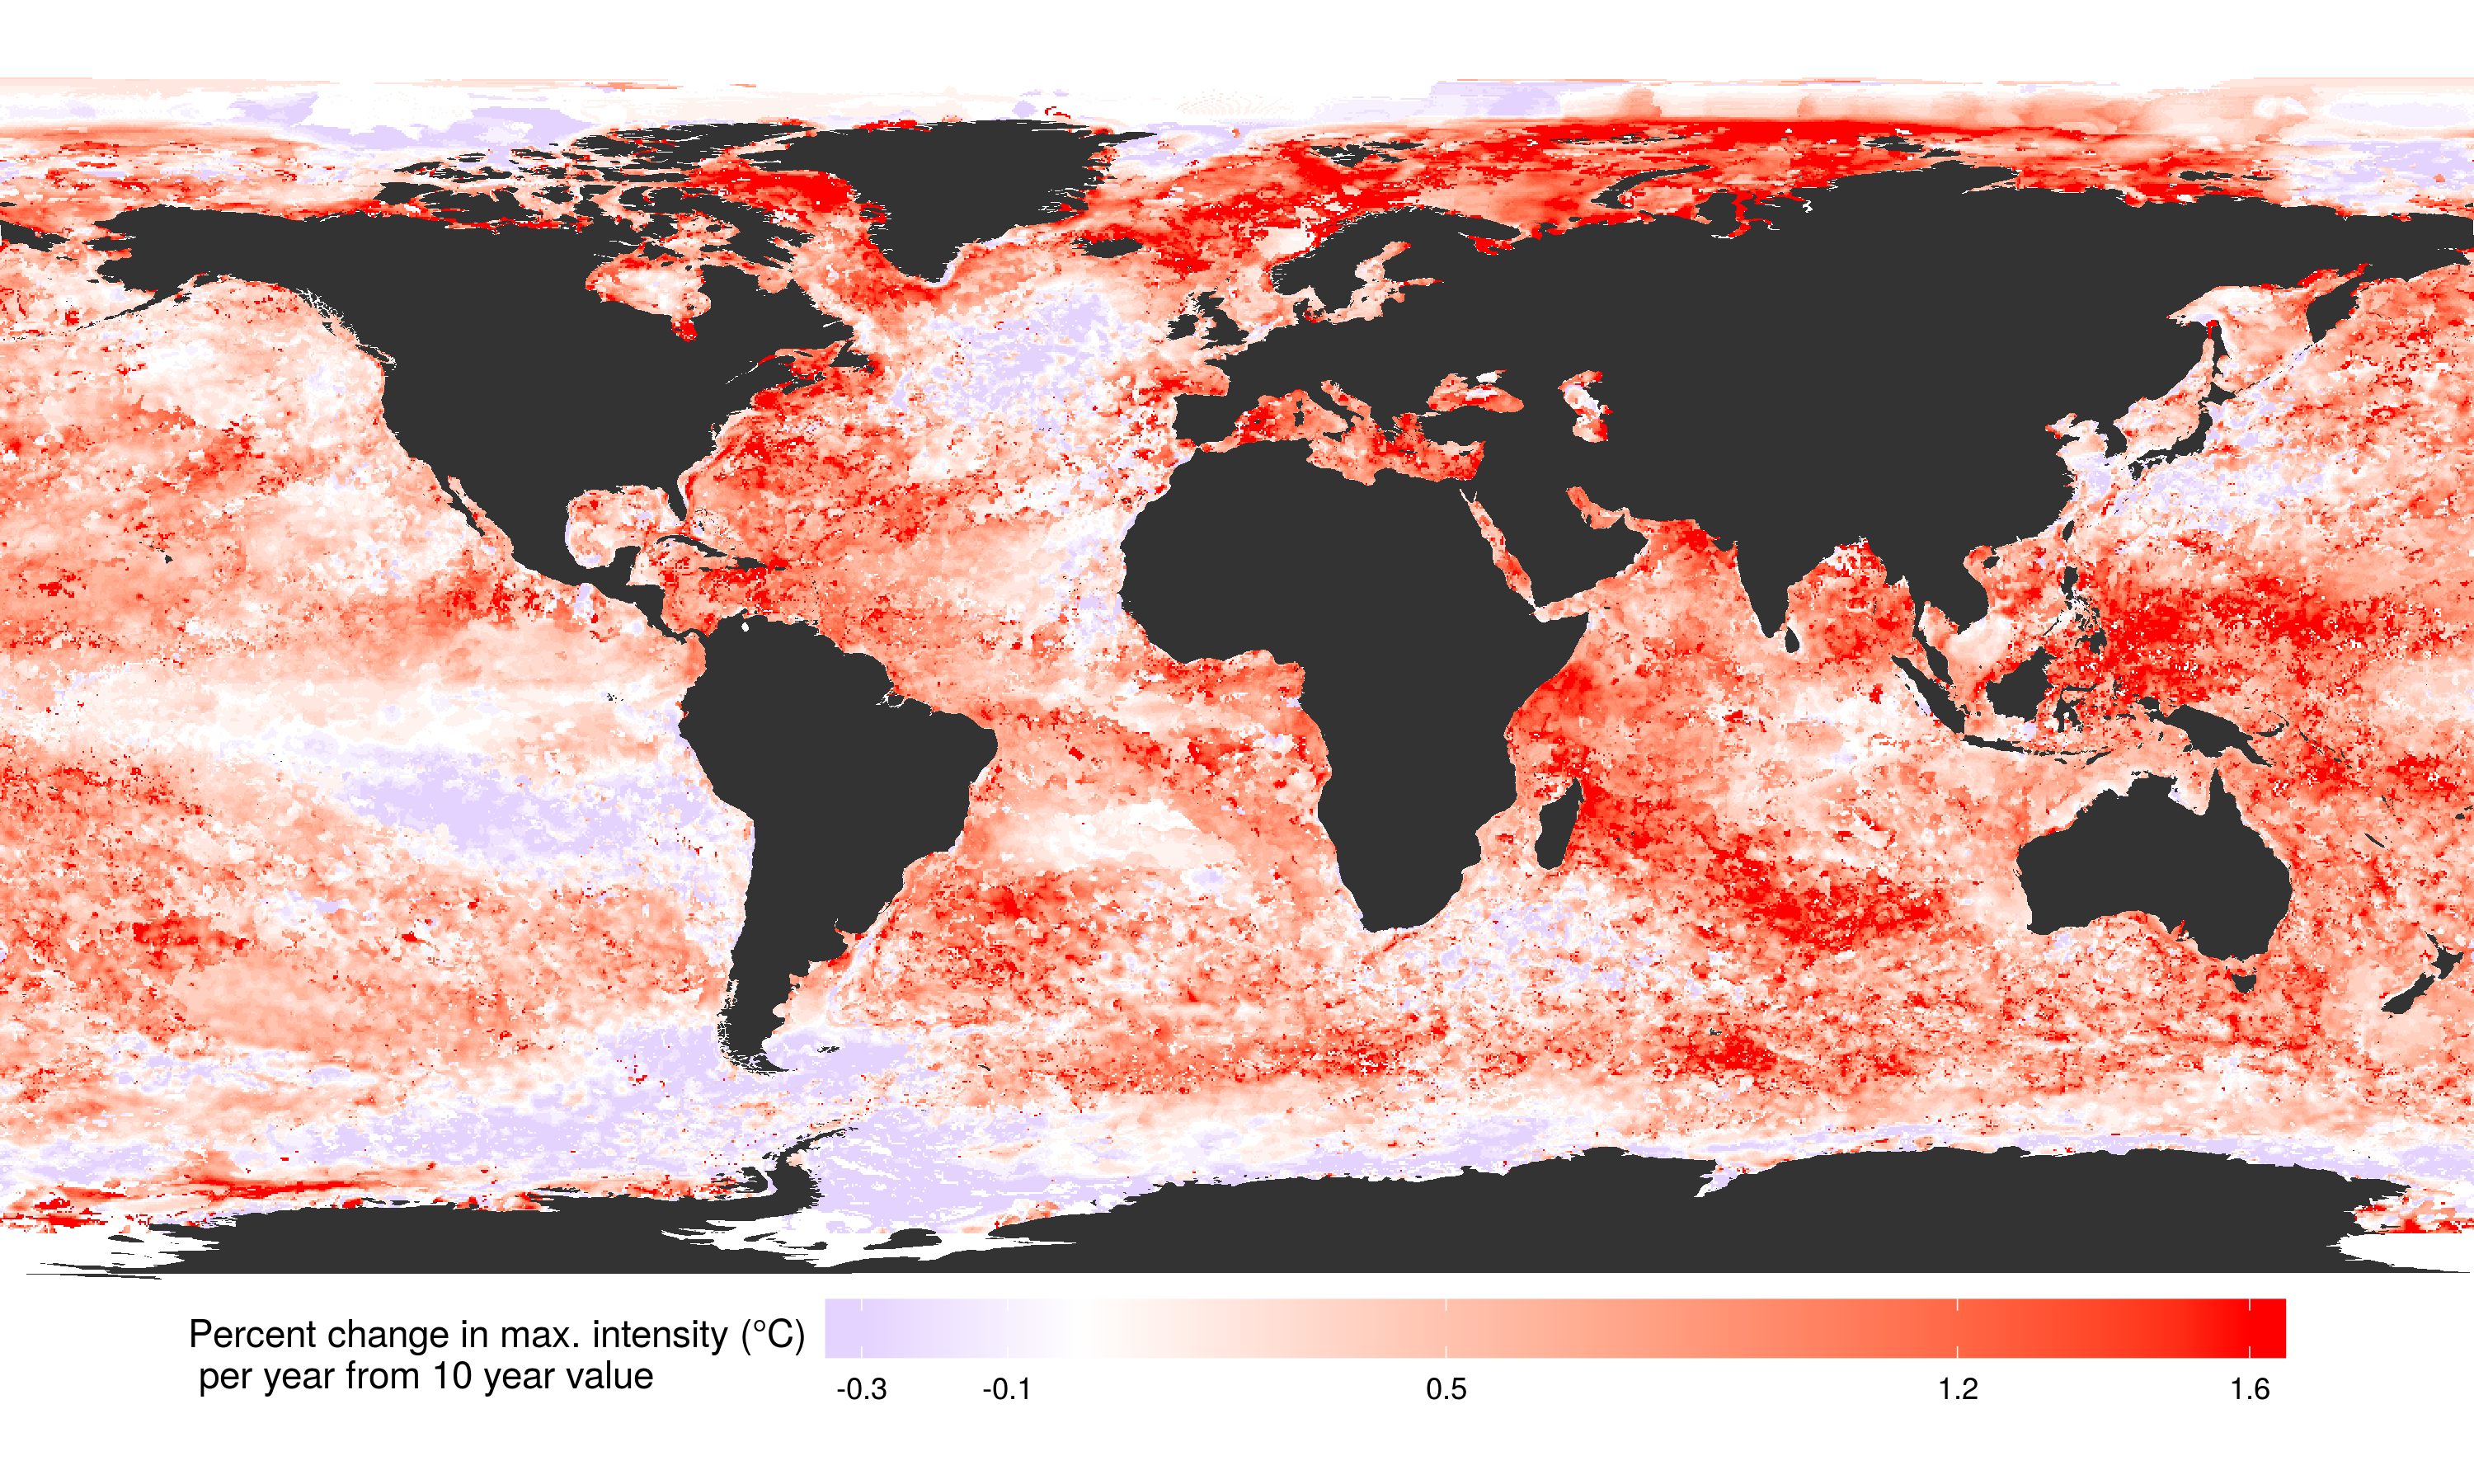 Percent change in max. intensity (°C)
per year from 10 year value
-0.3 -0.1 0.5 1.2 1.6